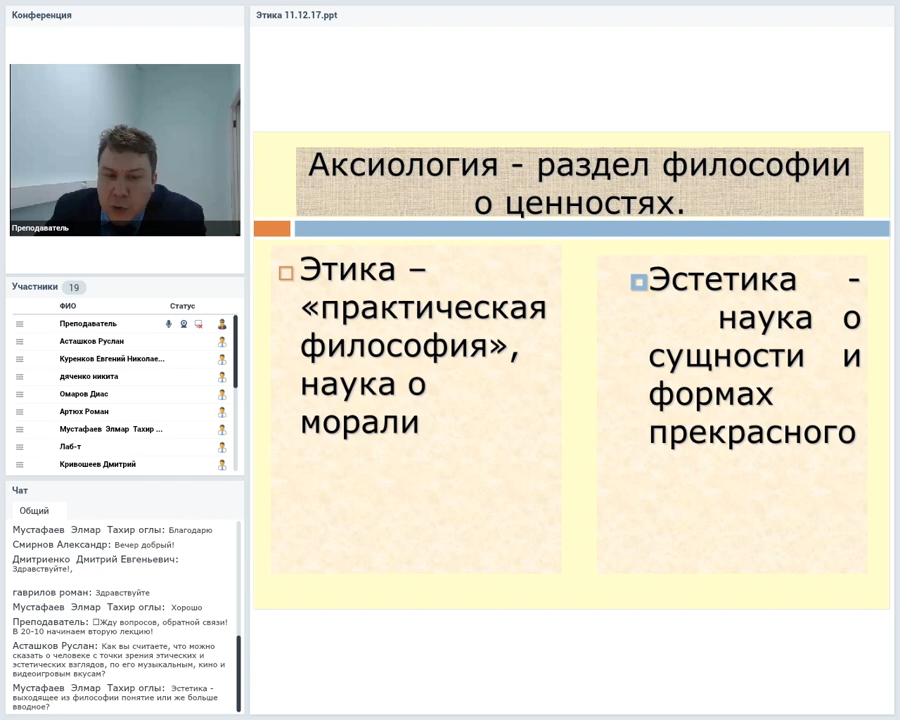 Конференция
Преподаватель
Участники 19
ФИО Статус
Преподаватель
Асташков Руслан
Куренков Евгений Николае...
дяченко никита
Омаров Диас
Артюх Роман
Мустафаев Элмар Тахир ...
Лаб-т
Кривошеев Дмитрий
Чат
Общий
Мустафаев Элмар Тахир оглы: Благодарю
Смирнов Александр: Вечер добрый!
Дмитриенко Дмитрий Евгеньевич:
Здравствуйте!,
гаврилов роман: Здравствуйте
Мустафаев Элмар Тахир оглы: Хорошо
Преподаватель: ☐Жду вопросов, обратной связи!
В 20-10 начинаем вторую лекцию!
Асташков Руслан: Как вы считаете, что можно
сказать о человеке с точки зрения этических и
эстетических взглядов, по его музыкальным, кино и
видеоигровым вкусам?
Мустафаев Элмар Тахир оглы: Эстетика -
выходящее из философии понятие или же больше
вводное?
Этика 11.12.17.ppt
Аксиология - раздел философии
о ценностях.
Этика –
«практическая
философия»,
наука о
морали
Эстетика -
наука о
сущности и
формах
прекрасного